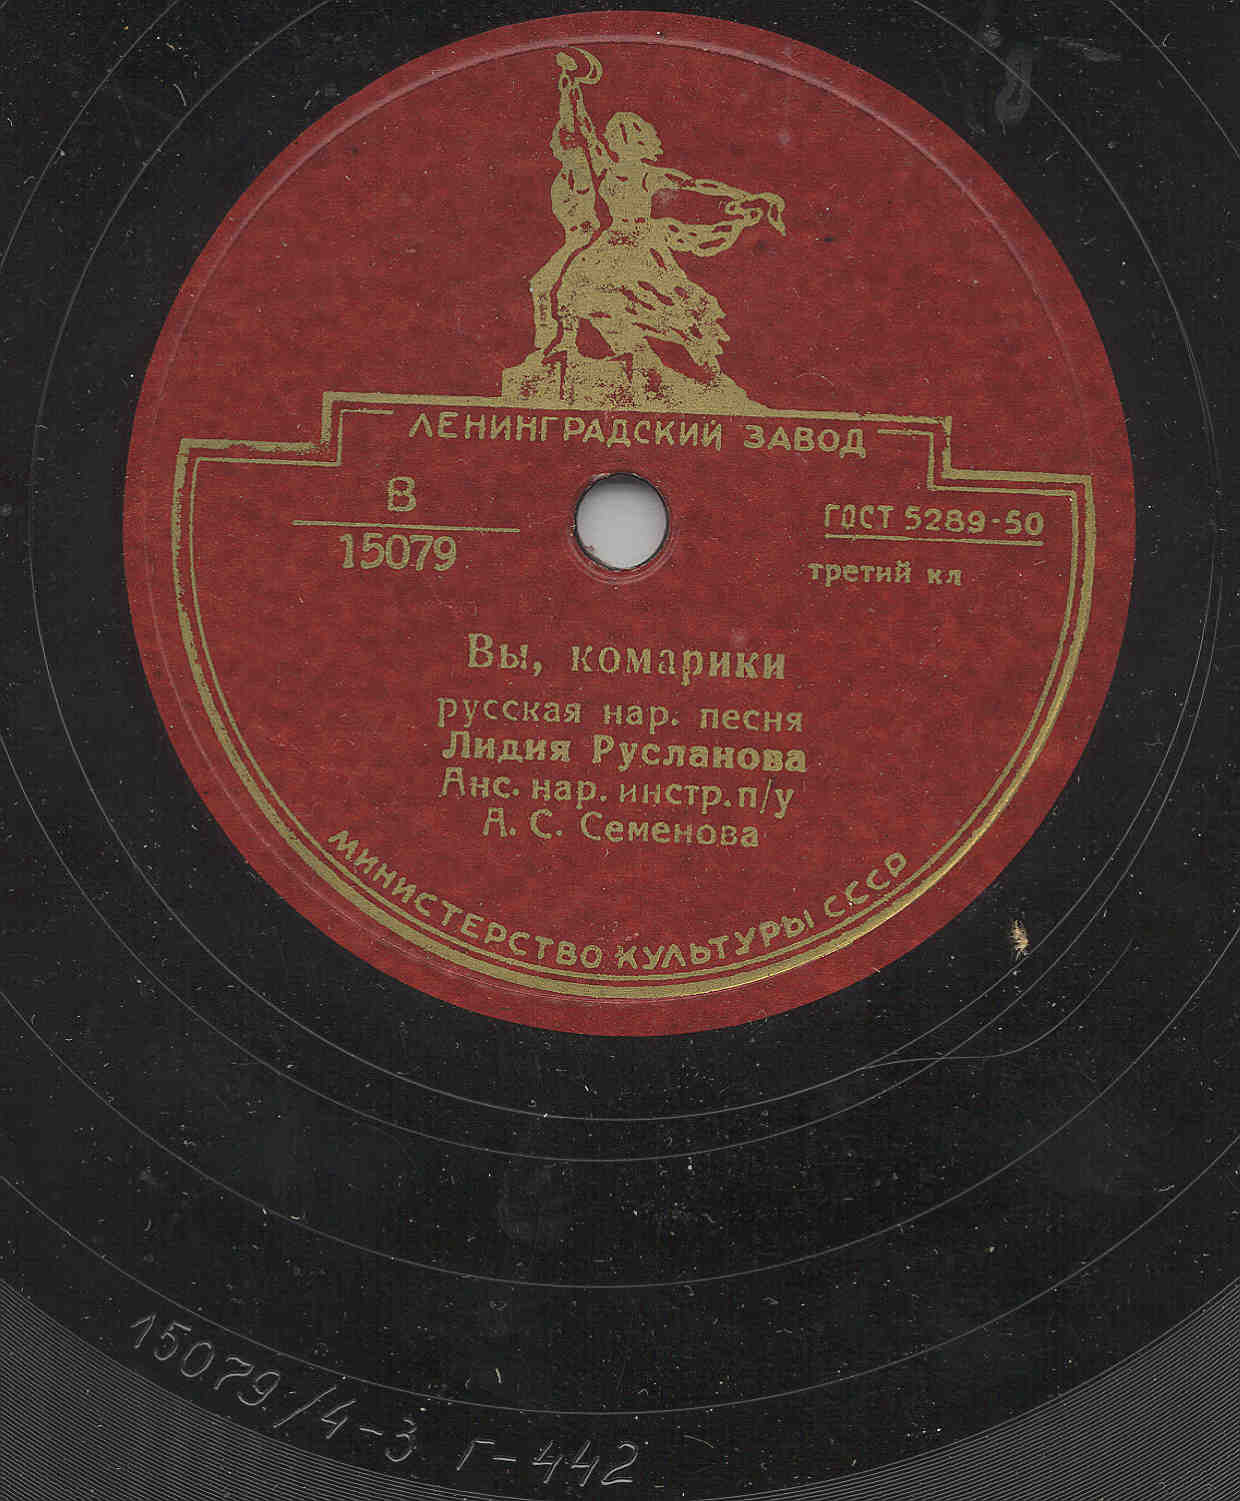 ЛЕНИНГРАДСКИЙ ЗАВОД
В
15079
ГОСТ 5289-50
третий кл
Вы, комарики
русская нар. песня
Лидия Русланова
Анс. нар. инстр. п/у
А. С. Семенова
МИНИСТЕРСТВО КУЛЬТУРЫ СССР
15079/4-3 Г-442